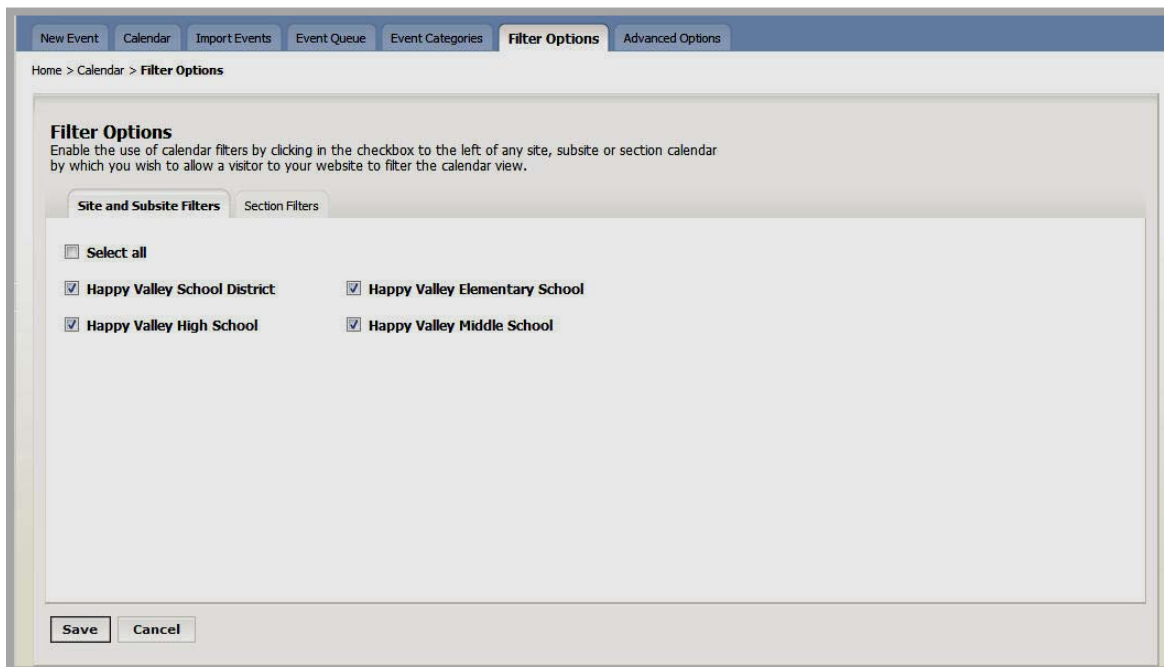 New Event Calendar Import Events Event Queue Event Categories Filter Options Advanced Options
Home > Calendar > Filter Options
Filter Options
Enable the use of calendar filters by clicking in the checkbox to the left of any site, subsite or section calendar
by which you wish to allow a visitor to your website to filter the calendar view.
Site and Subsite Filters Section Filters
Select all
Happy Valley School District Happy Valley Elementary School
Happy Valley High School Happy Valley Middle School
Save Cancel